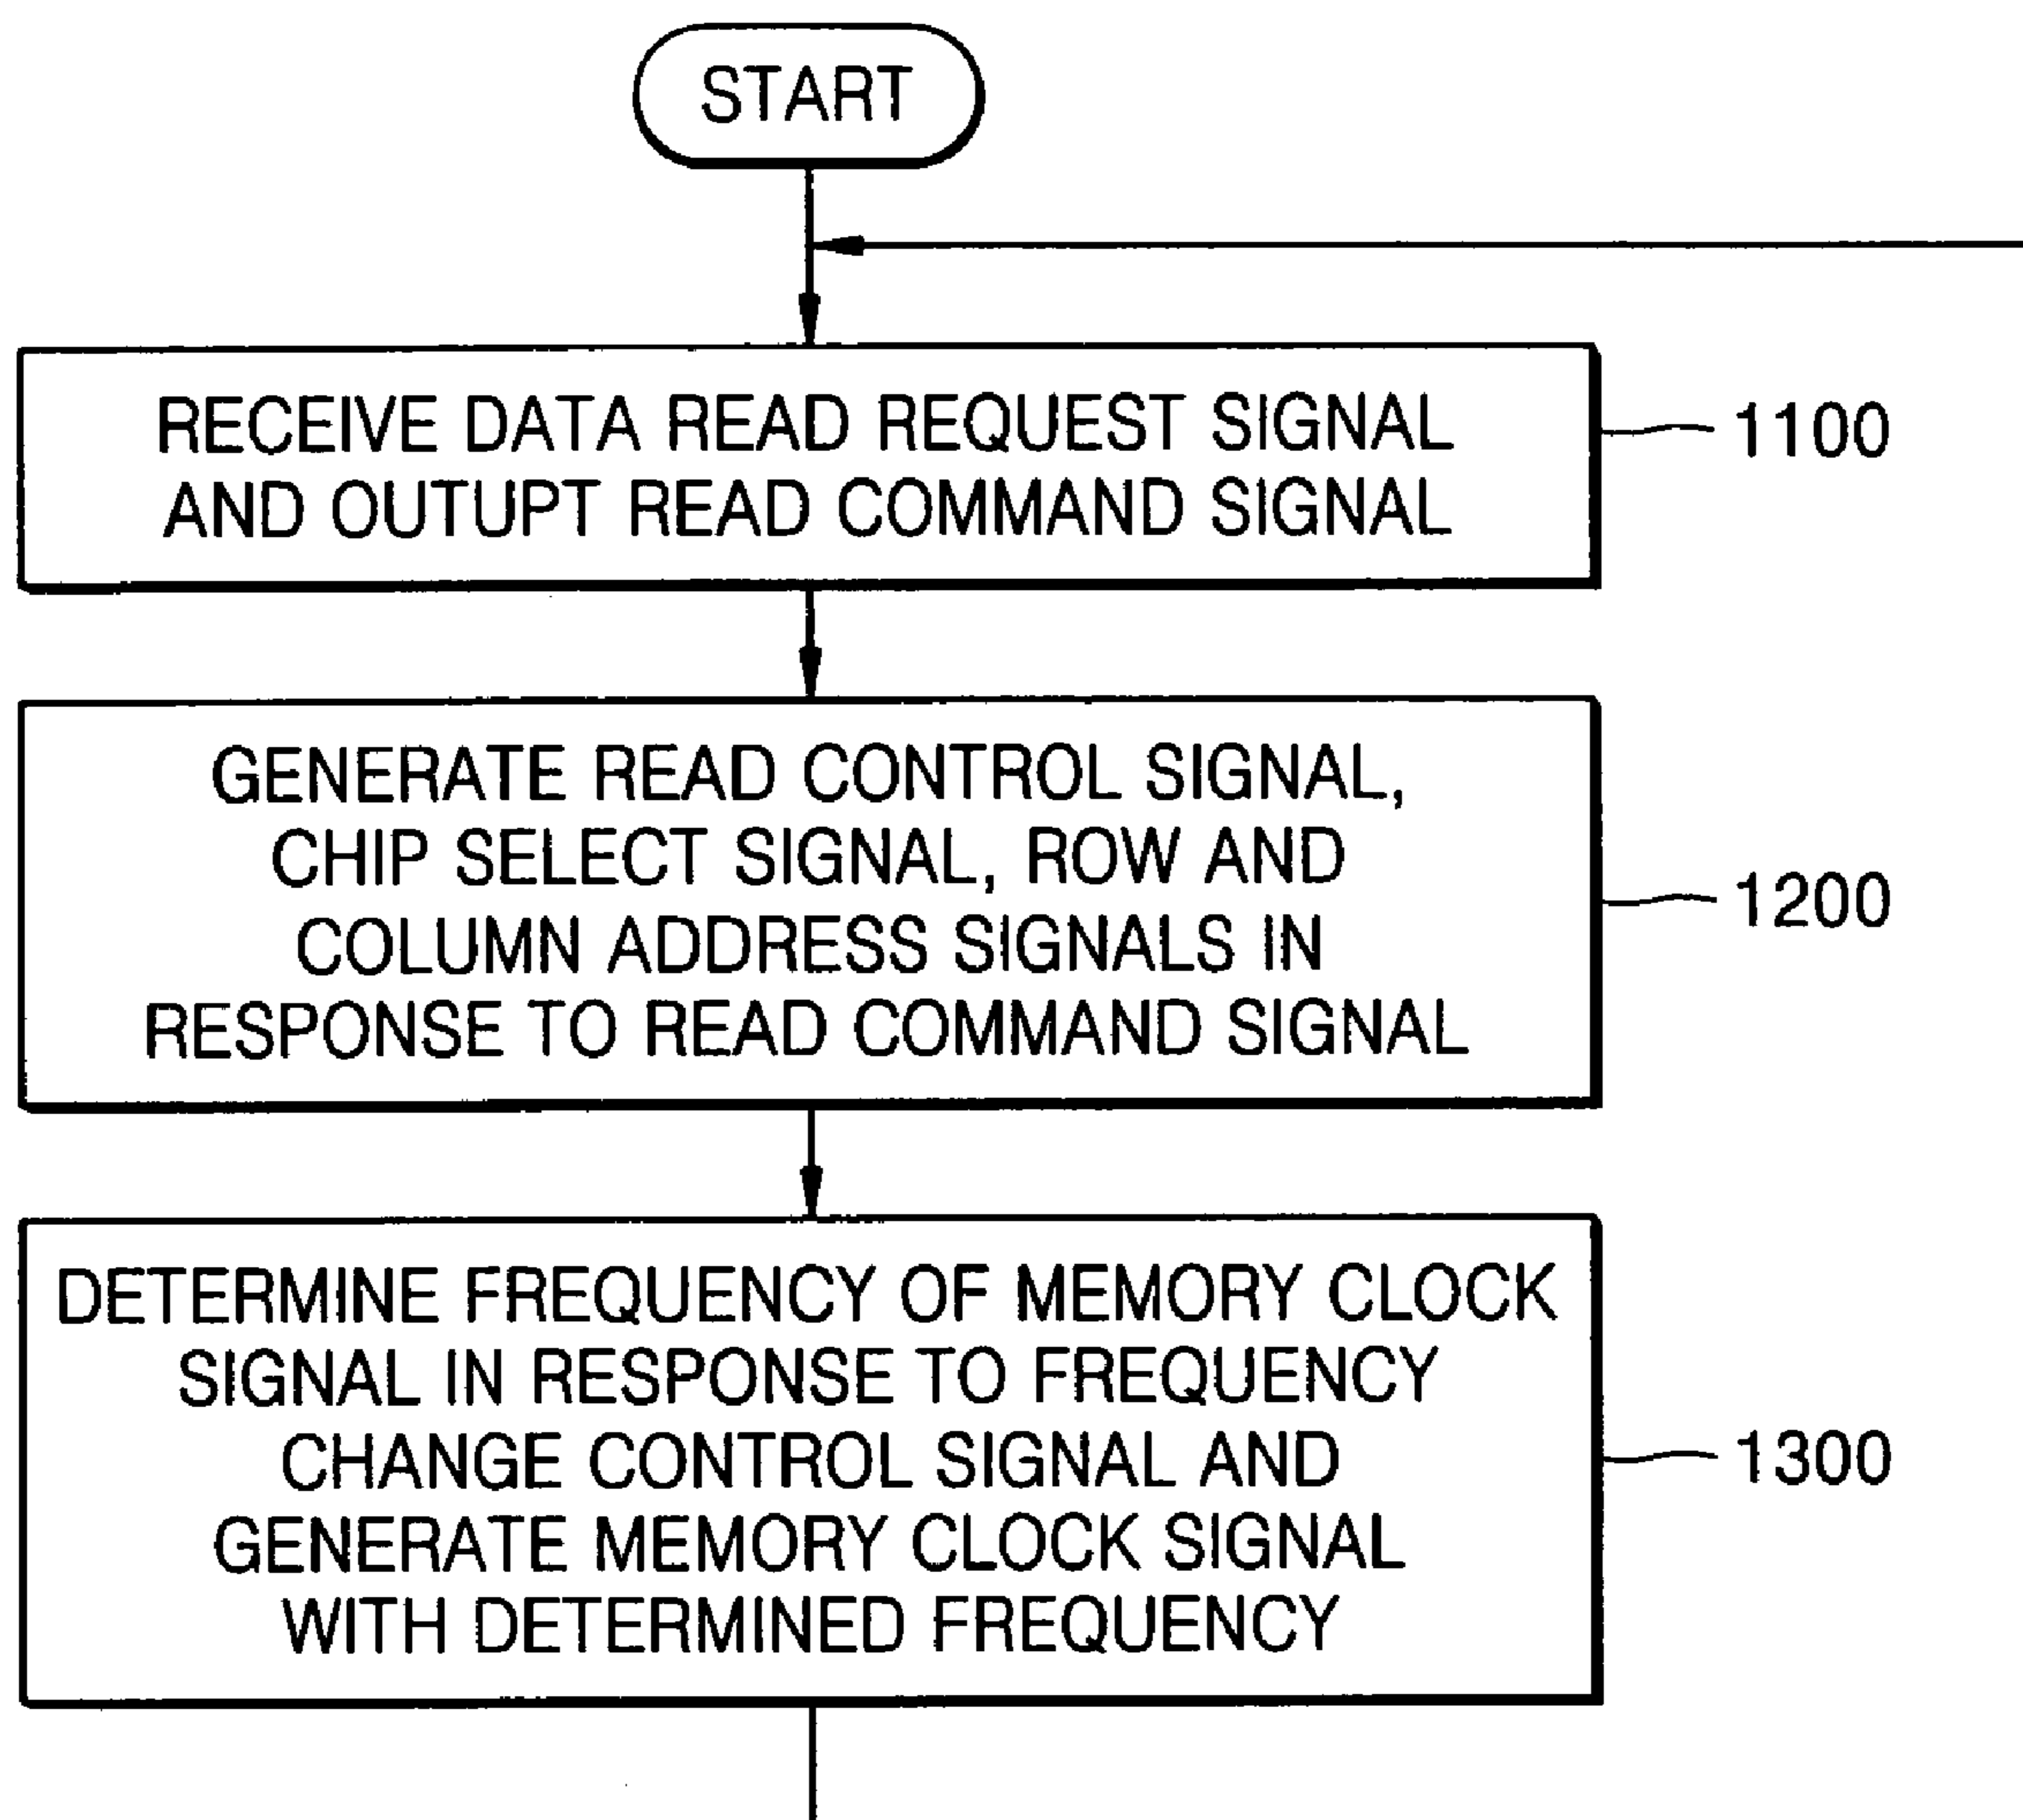 START
RECEIVE DATA READ REQUEST SIGNAL
AND OUTUPT READ COMMAND SIGNAL
1100
GENERATE READ CONTROL SIGNAL,
CHIP SELECT SIGNAL, ROW AND
COLUMN ADDRESS SIGNALS IN
RESPONSE TO READ COMMAND SIGNAL
1200
DETERMINE FREQUENCY OF MEMORY CLOCK
SIGNAL IN RESPONSE TO FREQUENCY
CHANGE CONTROL SIGNAL AND
GENERATE MEMORY CLOCK SIGNAL
WITH DETERMINED FREQUENCY
1300